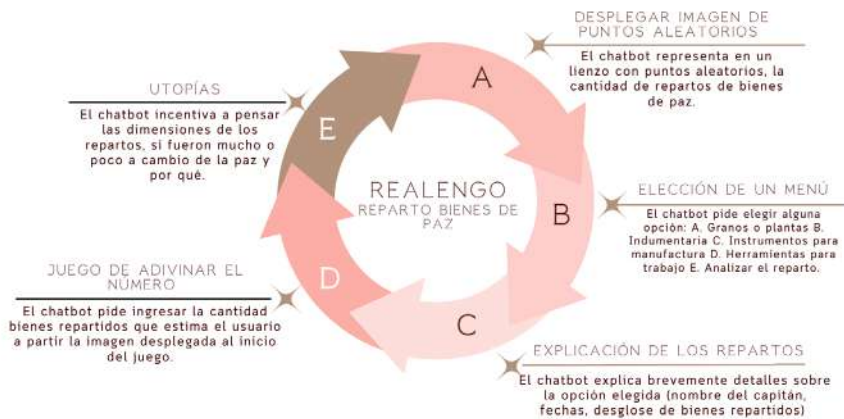 DESPLEGAR IMAGEN DE
PUNTOS ALEATORIOS
El chatbot representa en un
lienzo con puntos aleatorios, la
cantidad de repartos de bienes
de paz.
A
ELECCIÓN DE UN MENÚ
El chatbot pide elegir alguna
opción: A. Granos o plantas B.
Indumentaria C. Instrumentos para
manufactura D. Herramientas para
trabajo E. Analizar el reparto.
B
EXPLICACIÓN DE LOS REPARTOS
El chatbot explica brevemente detalles sobre
la opción elegida (nombre del capitán,
fechas, desglose de bienes repartidos)
C
JUEGO DE ADIVINAR EL
NÚMERO
El chatbot pide ingresar la cantidad
bienes repartidos que estima el usuario
a partir la imagen desplegada al inicio
del juego.
D
UTOPÍAS
El chatbot incentiva a pensar
las dimensiones de los
repartos, si fueron mucho o
poco a cambio de la paz y
por qué.
E
REALENGO
REPARTO BIENES DE
PAZ